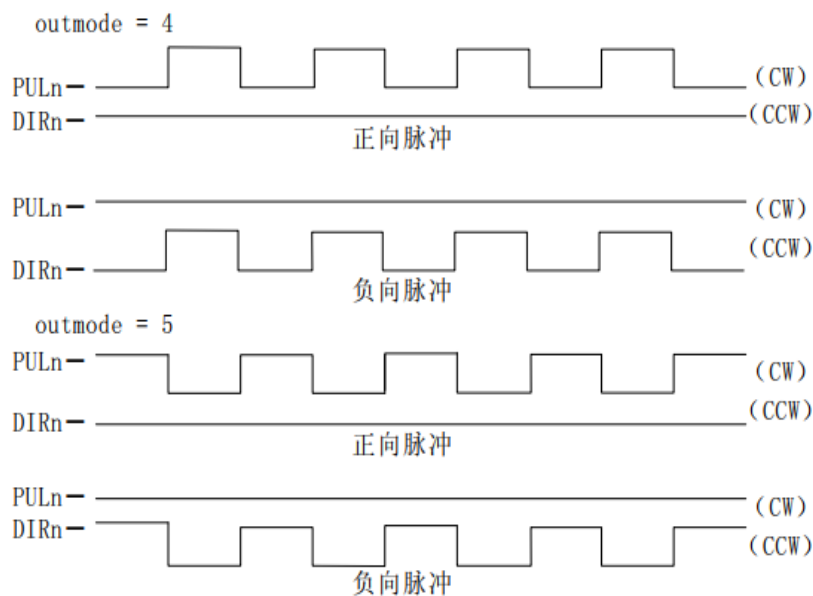 outmode = 4
PULn (CW)
DIRn (CCW)
正向脉冲
PULn (CW)
DIRn (CCW)
负向脉冲
outmode = 5
PULn (CW)
DIRn (CCW)
正向脉冲
PULn (CW)
DIRn (CCW)
负向脉冲